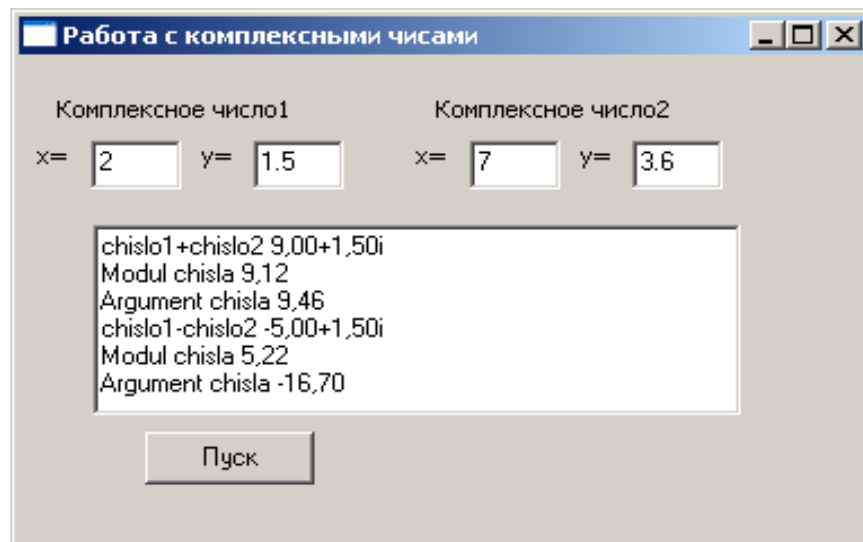 Работа с комплексными чисами
Комплексное число1 Комплексное число2
x= 2 y= 1.5 x= 7 y= 3.6
chislo1+chislo2 9,00+1,50i
Modul chisla 9,12
Argument chisla 9,46
chislo1-chislo2 -5,00+1,50i
Modul chisla 5,22
Argument chisla -16,70
Пуск